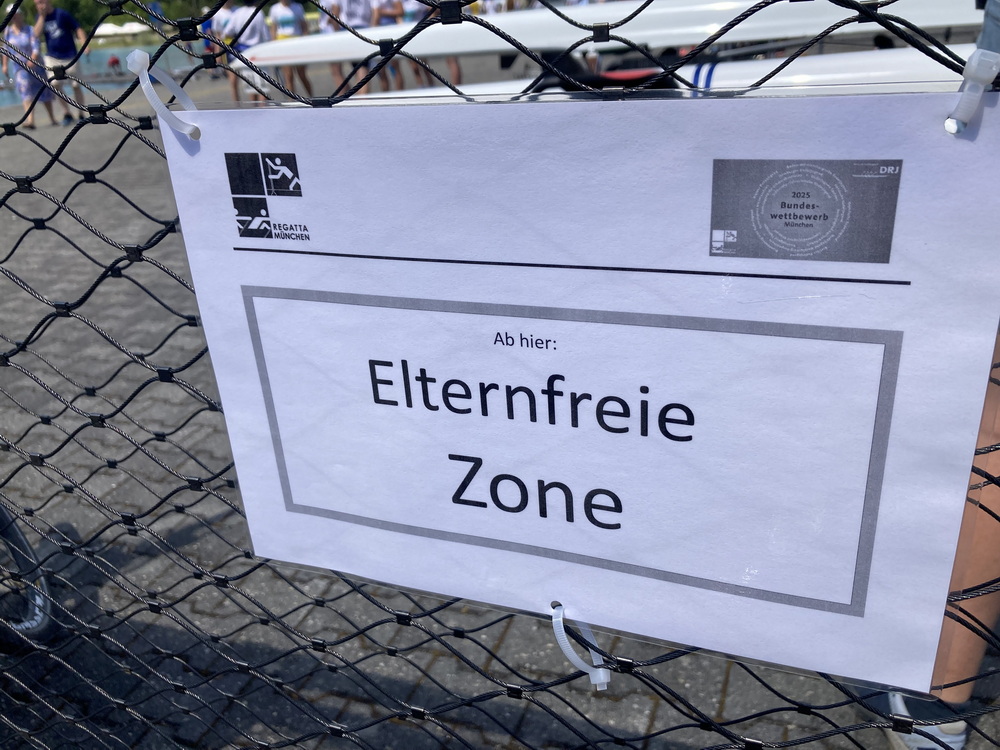 REGATTA
MÜNCHEN
DRJ
2025
Bundes-
wettbewerb
München
Ab hier:
Elternfreie
Zone